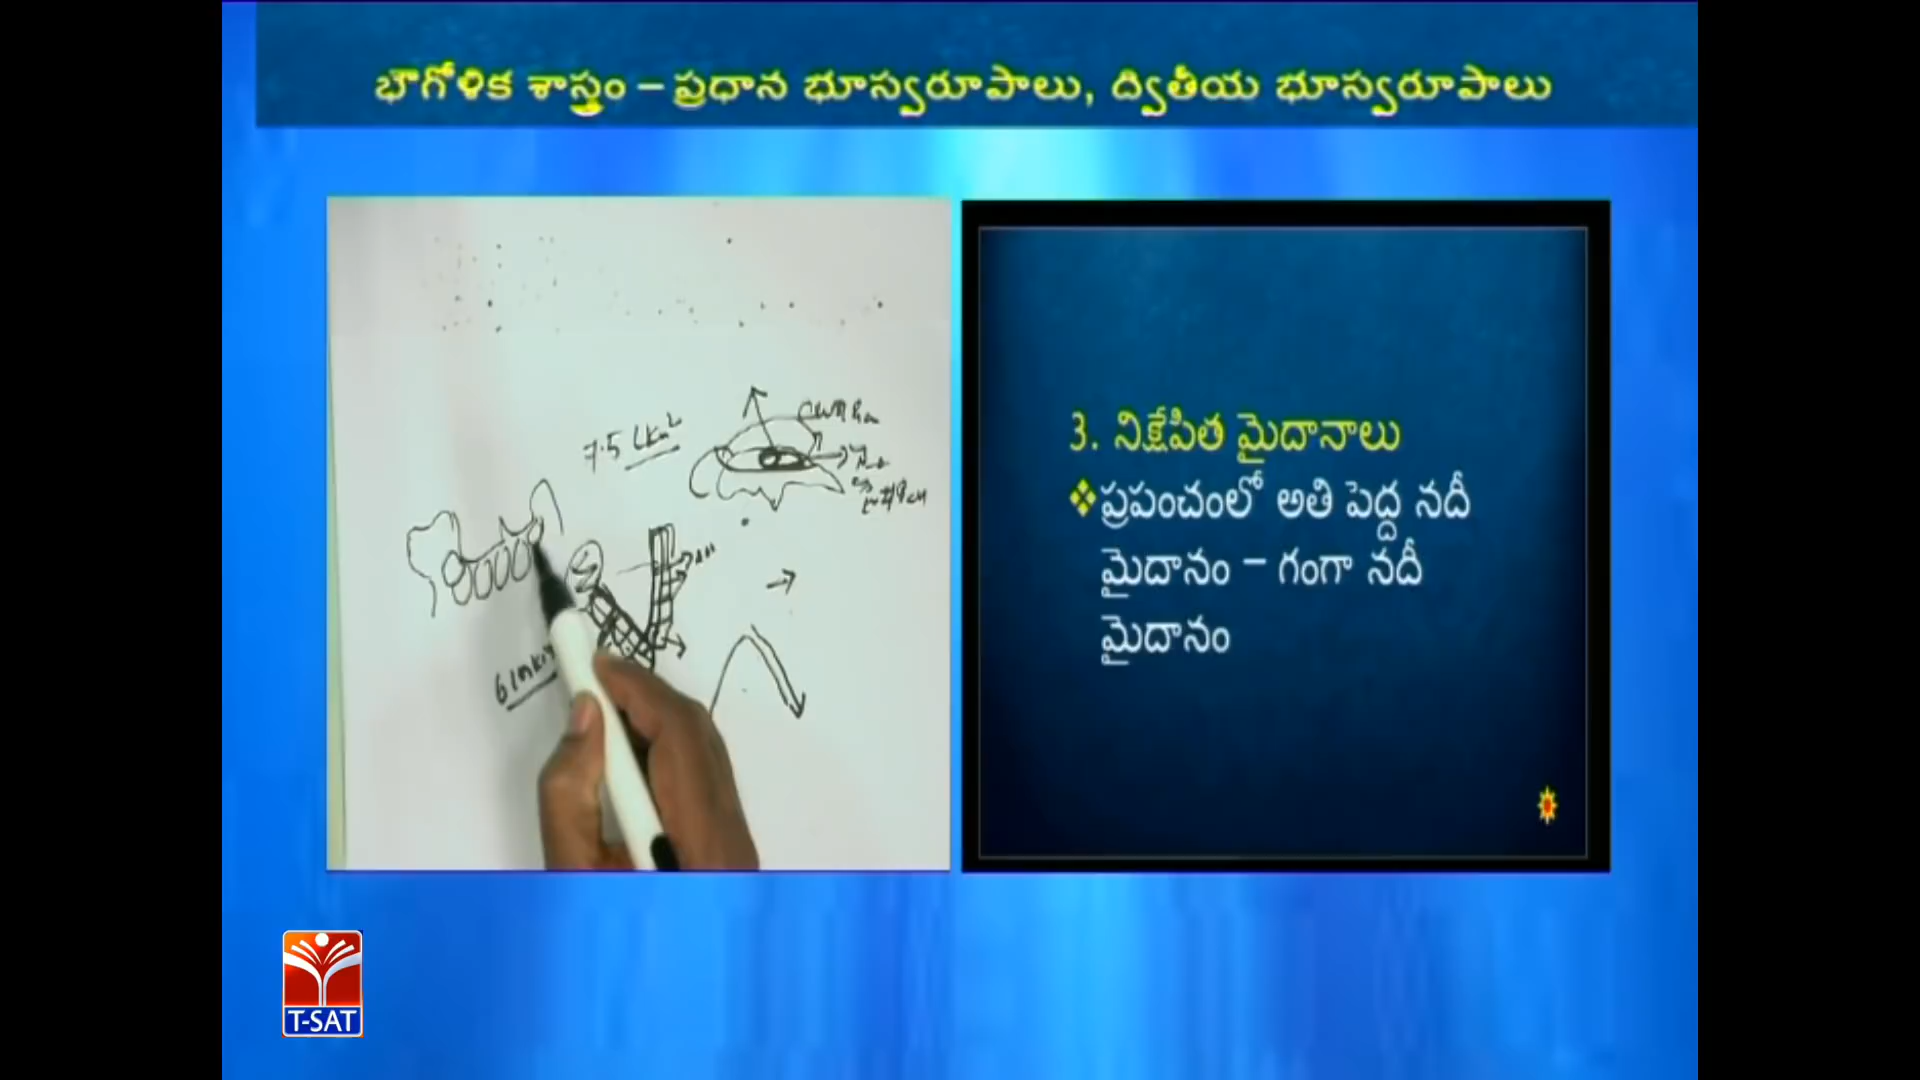 భౌగోళిక శాస్త్రం – ప్రధాన భూస్వరూపాలు, ద్వితీయ భూస్వరూపాలు
7.5 LKm²
3. నిక్షేపిత మైదానాలు
❖ప్రపంచంలో అతి పెద్ద నదీ
మైదానం – గంగా నదీ
మైదానం
T-SAT